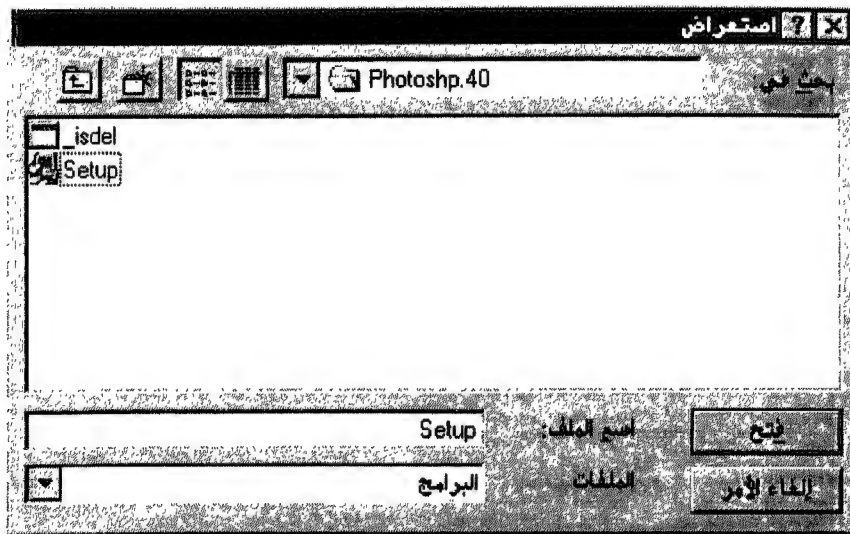 استعراض
بحث في: Photoshp.40
_isdel
Setup
اسم الملف: Setup
فتح
الملفات البرامج
إلغاء الأمر